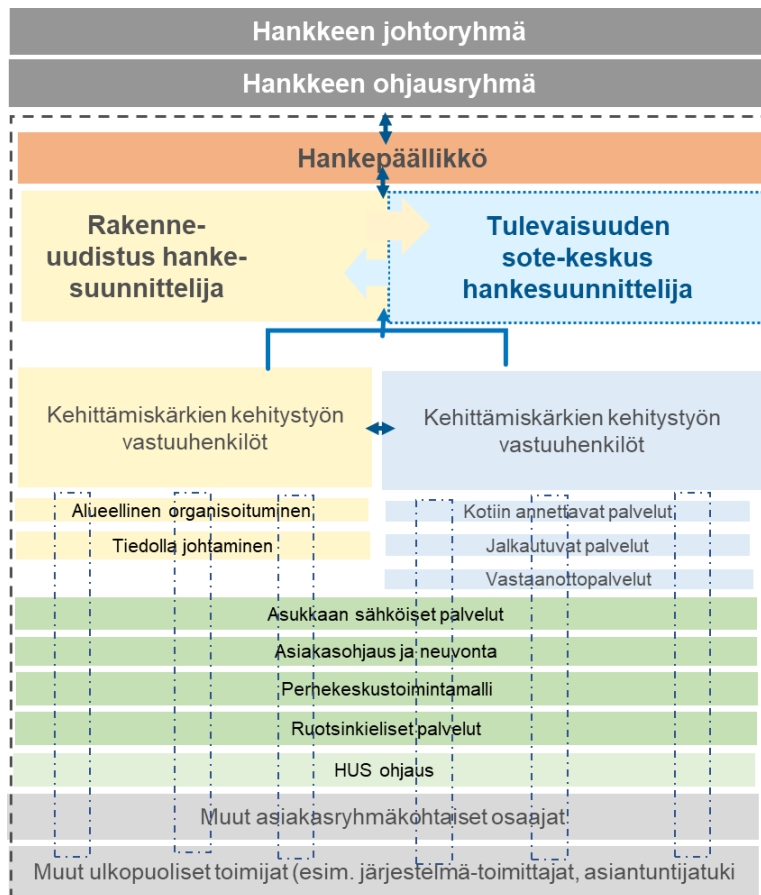 Hankkeen johtoryhmä
Hankkeen ohjausryhmä
Hankepäällikkö
Rakenne-
uudistus hanke-
suunnittelija
Tulevaisuuden
sote-keskus
hankesuunnittelija
Kehittämiskärkien kehitystyön
vastuuhenkilöt
Kehittämiskärkien kehitystyön
vastuuhenkilöt
Alueellinen organisoituminen
Tiedolla johtaminen
Kotiin annettavat palvelut
Jalkautuvat palvelut
Vastaanottopalvelut
Asukkaan sähköiset palvelut
Asiakasohjaus ja neuvonta
Perhekeskustoimintamalli
Ruotsinkieliset palvelut
HUS ohjaus
Muut asiakasryhmäkohtaiset osaajat
Muut ulkopuoliset toimijat (esim. järjestelmä-toimittajat, asiantuntijatuki